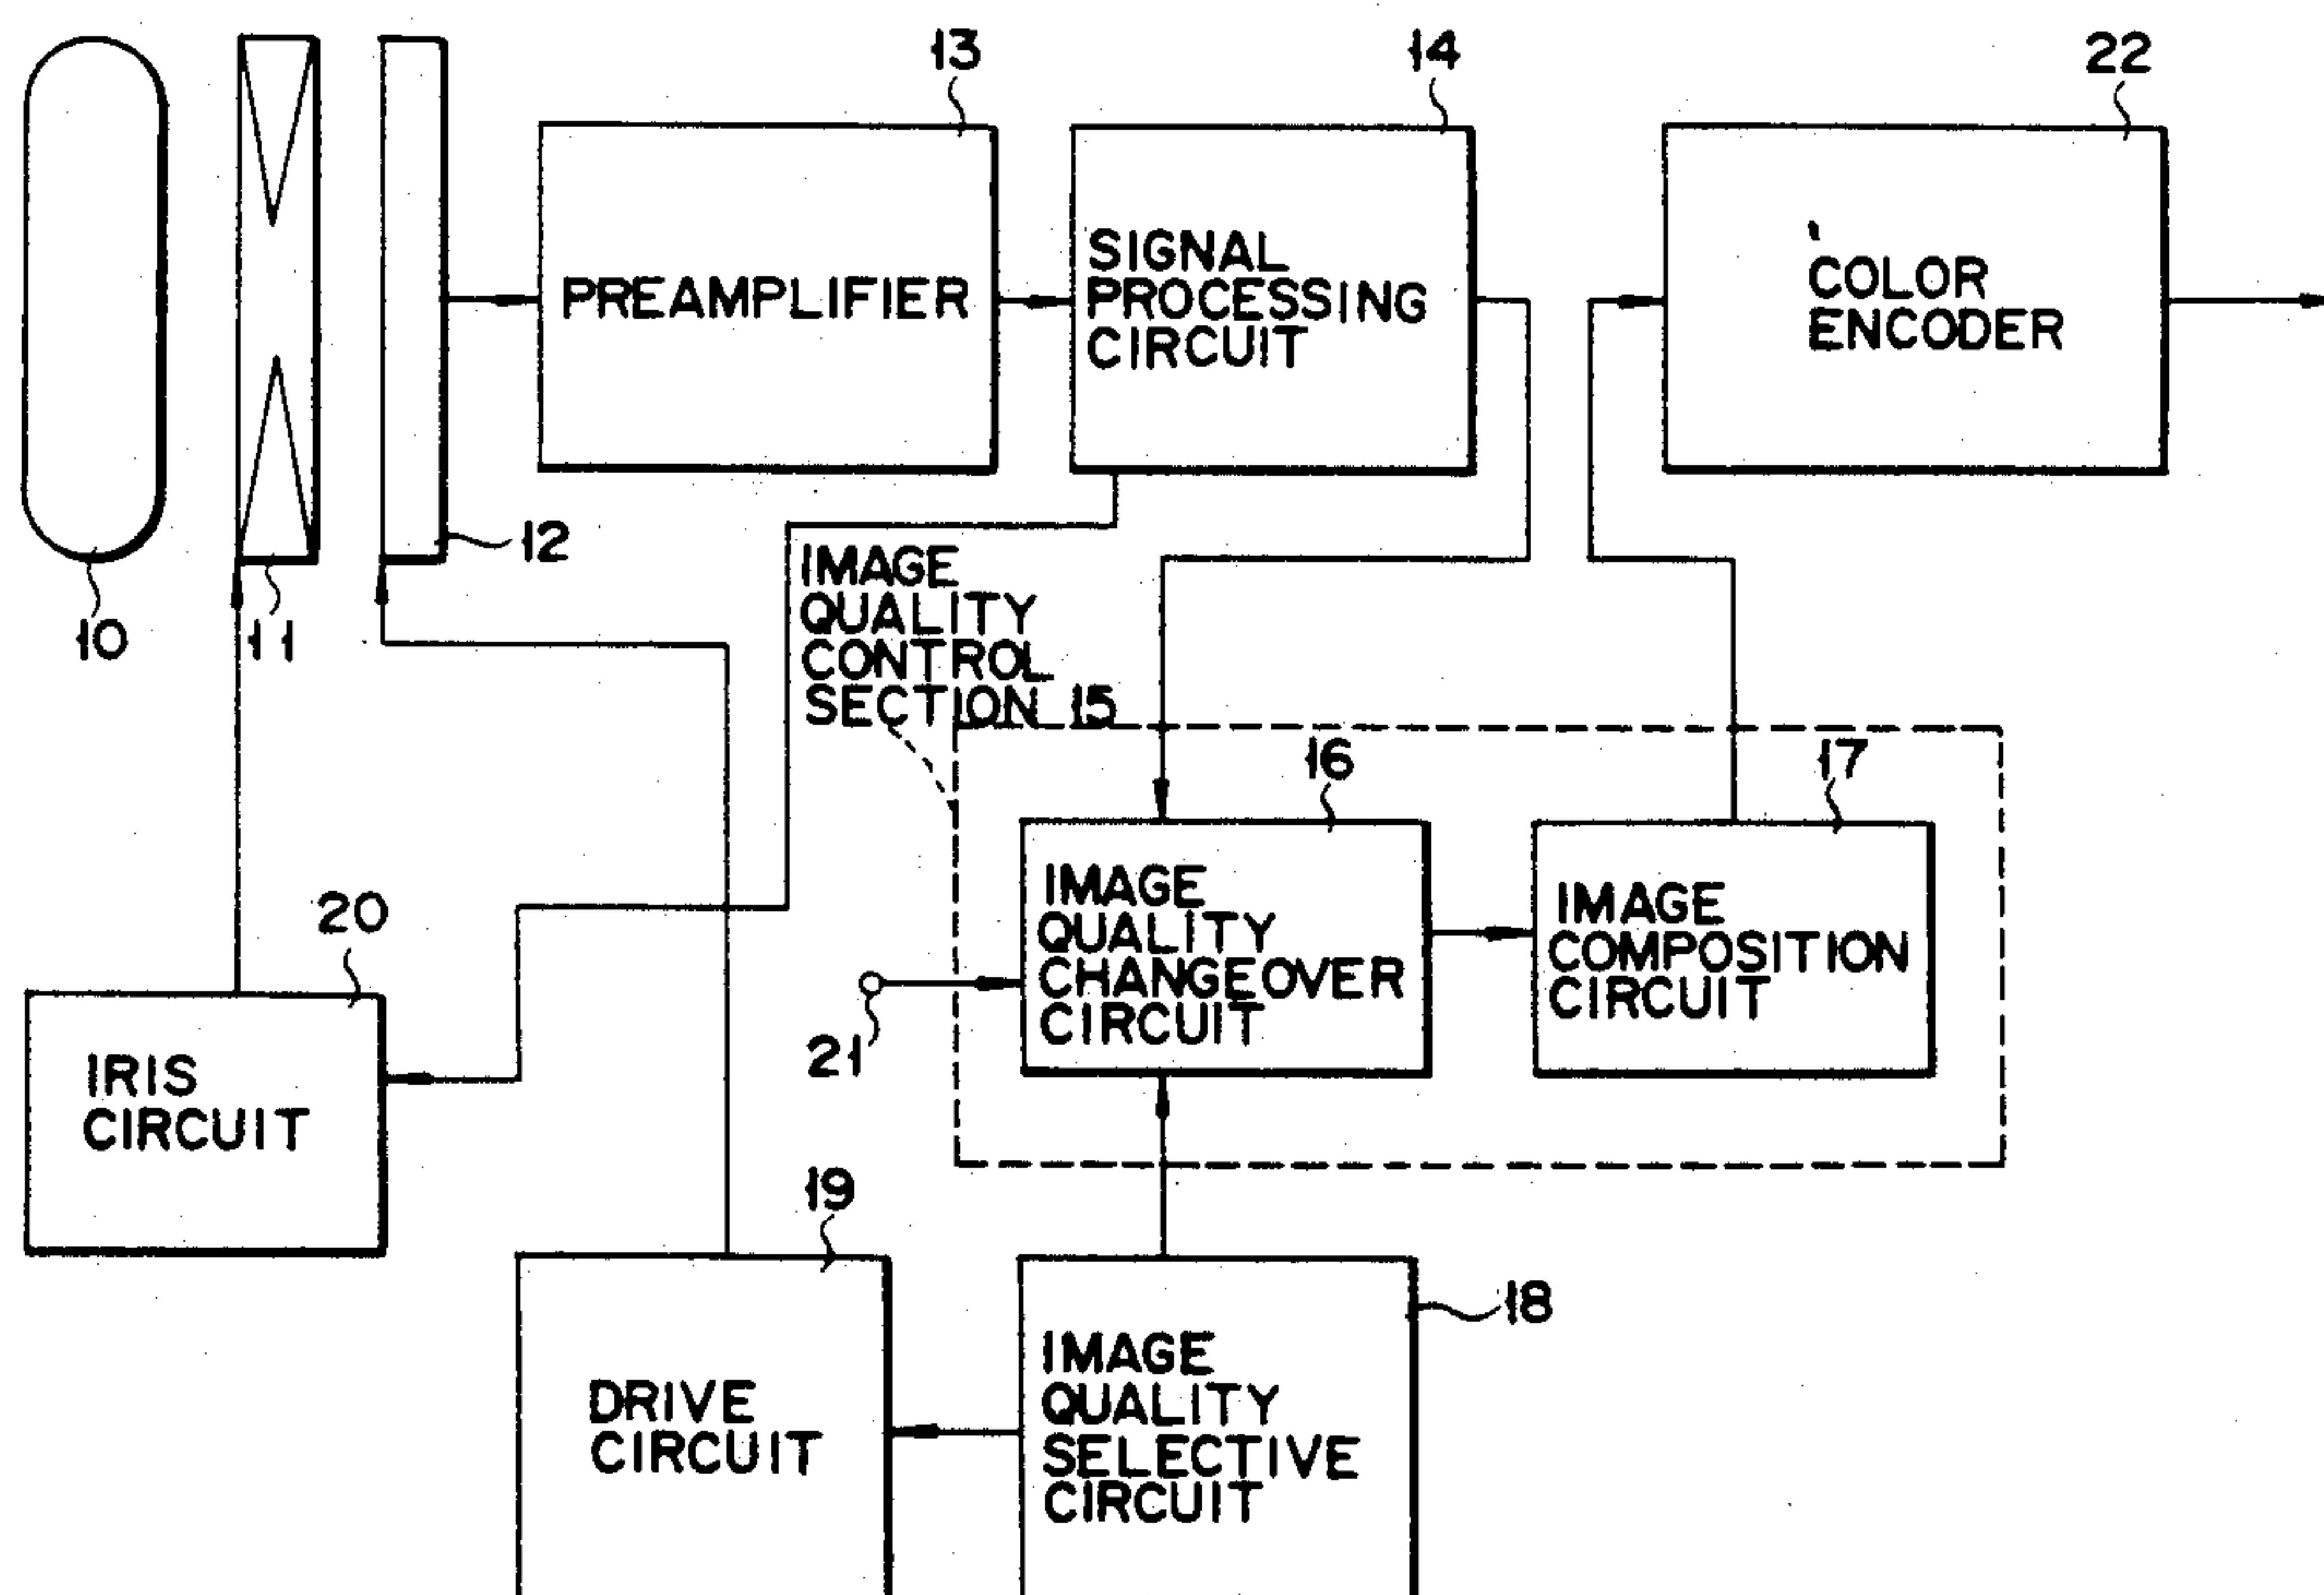 13
14
22
PREAMPLIFIER
SIGNAL
PROCESSING
CIRCUIT
COLOR
ENCODER
12
10
11
IMAGE
QUALITY
CONTROL
SECTION 15
16
17
20
IMAGE
QUALITY
CHANGEOVER
CIRCUIT
IMAGE
COMPOSITION
CIRCUIT
21
IRIS
CIRCUIT
19
18
DRIVE
CIRCUIT
IMAGE
QUALITY
SELECTIVE
CIRCUIT